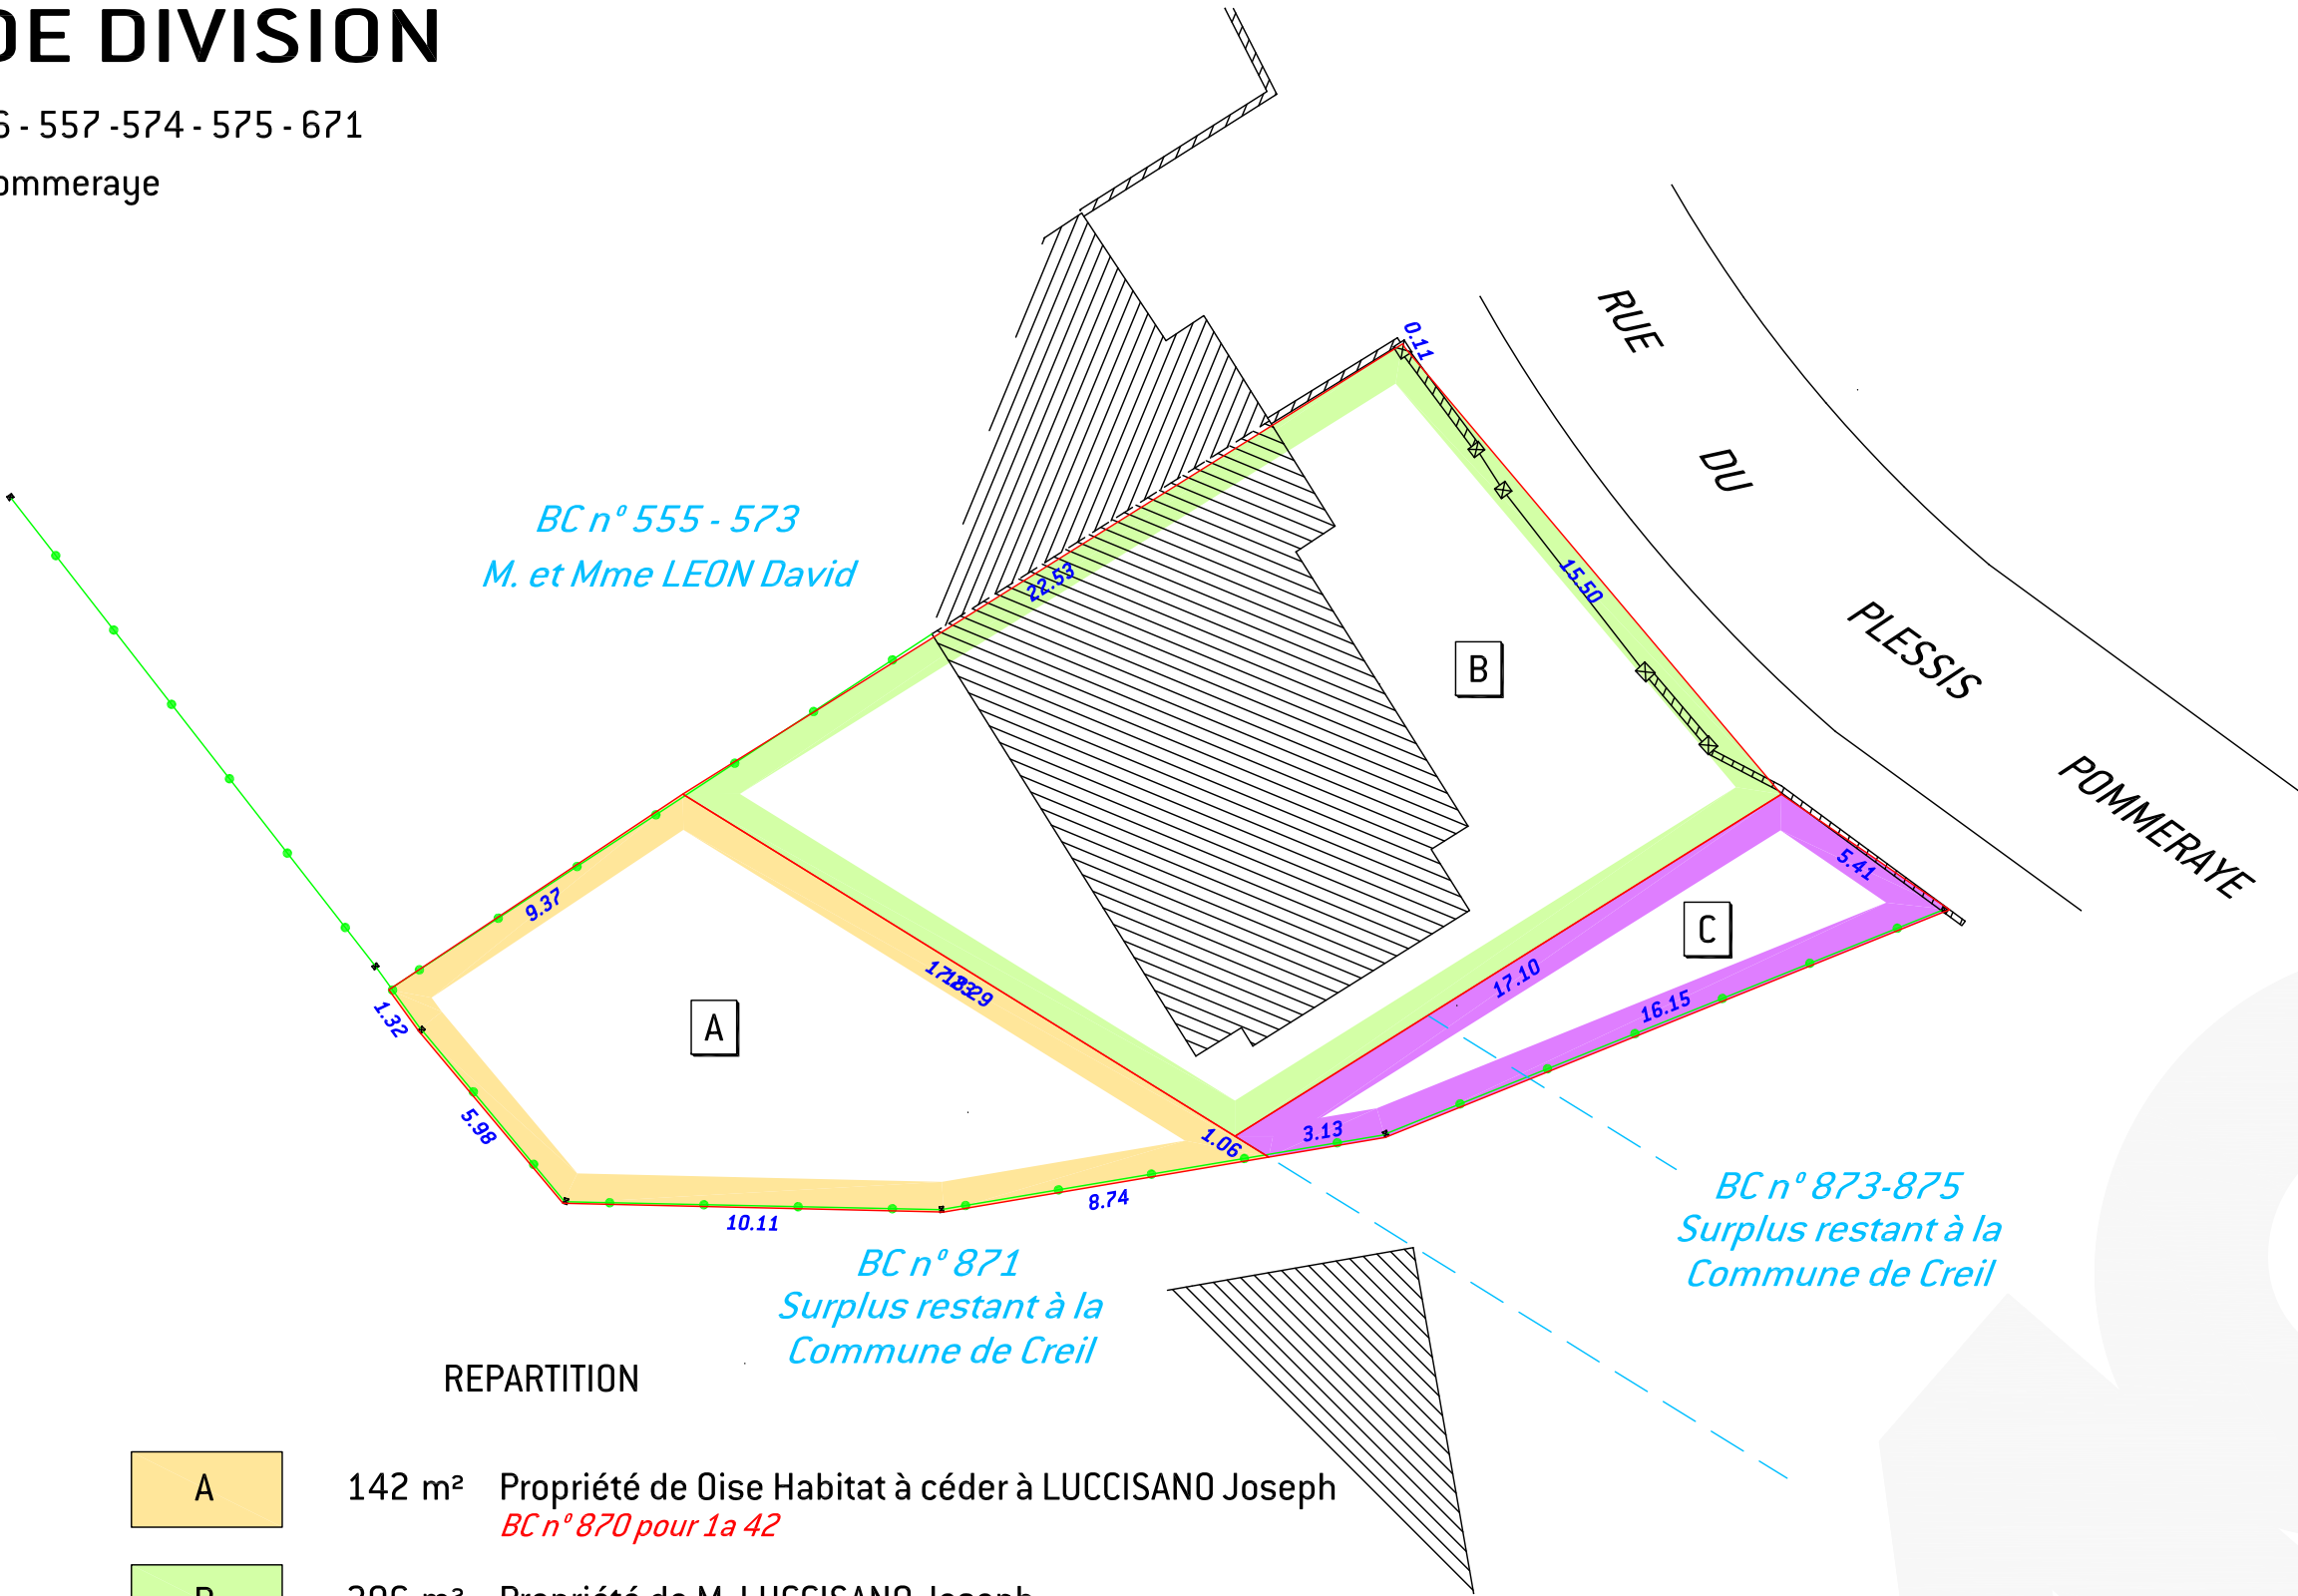 DE DIVISION
6 - 557 -574 - 575 - 671
ommeraye
RUE
DU
PLESSIS
POMMERAYE
0.11
BC n° 555 - 573
M. et Mme LEON David
22.53
15.50
B
5.41
C
9.37
17.10
16.15
A
1.32
5.98
1.06
3.13
8.74
10.11
BC n° 873-875
Surplus restant à la
Commune de Creil
BC n° 871
Surplus restant à la
Commune de Creil
REPARTITION
A
142 m² Propriété de Oise Habitat à céder à LUCCISANO Joseph
BC n° 870 pour 1a 42
B
Propriété de M. LUCCISANO Joseph